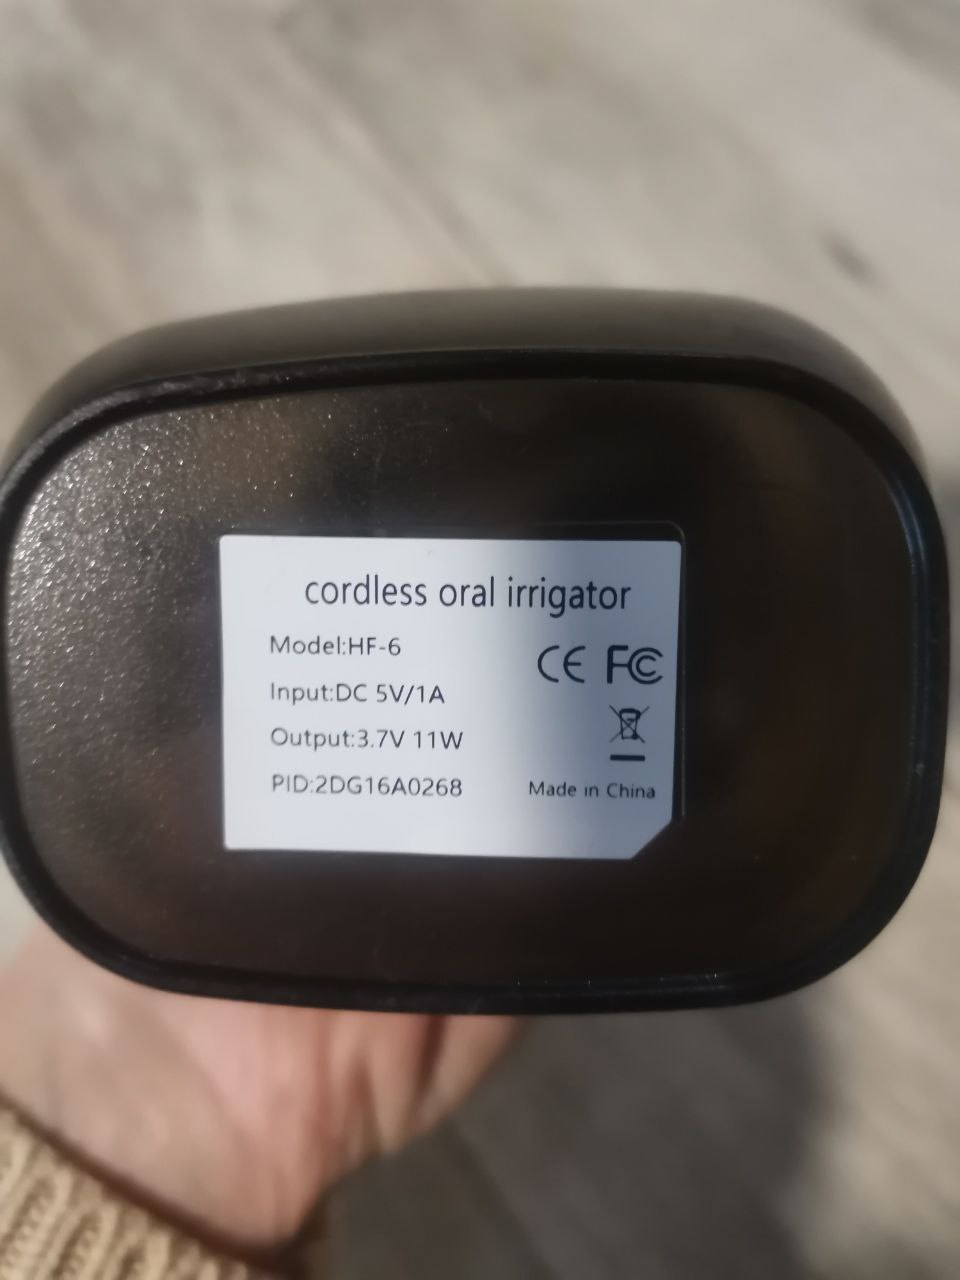 cordless oral irrigator
Model:HF-6
Input:DC 5V/1A
Output:3.7V 11W
PID:2DG16A0268
CE FC
Made in China